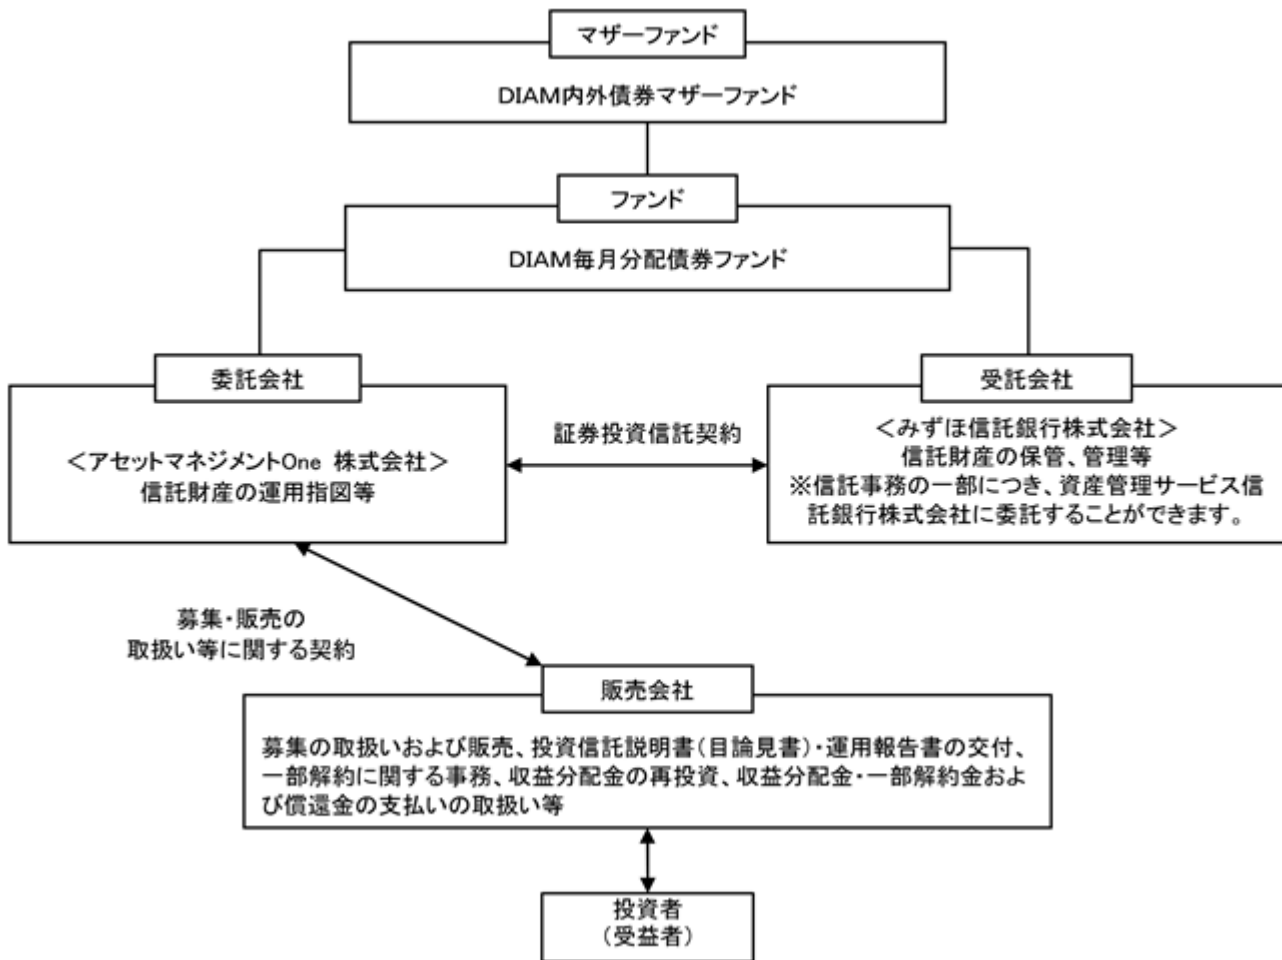 マザーファンド
DIAM内外債券マザーファンド
ファンド
DIAM毎月分配債券ファンド
委託会社
＜アセットマネジメントOne 株式会社＞
信託財産の運用指図等
証券投資信託契約
受託会社
＜みずほ信託銀行株式会社＞
信託財産の保管、管理等
※信託事務の一部につき、資産管理サービス信
託銀行株式会社に委託することができます。
募集・販売の
取扱い等に関する契約
販売会社
募集の取扱いおよび販売、投資信託説明書（目論見書）・運用報告書の交付、
一部解約に関する事務、収益分配金の再投資、収益分配金・一部解約金およ
び償還金の支払いの取扱い等
投資者
（受益者）